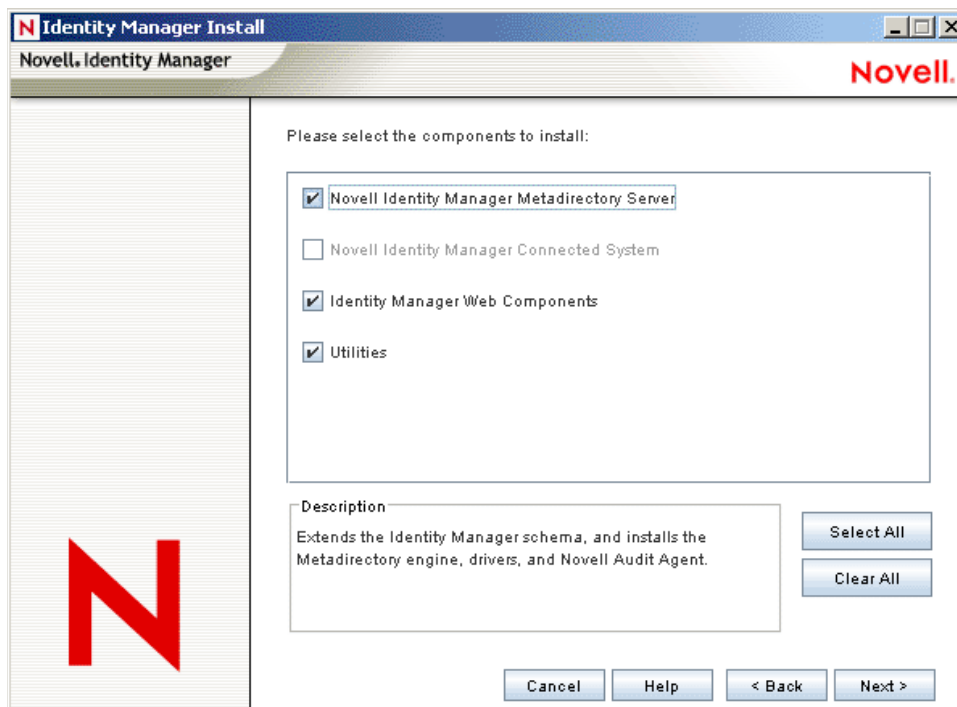 N Identity Manager Install
Novell. Identity Manager
Novell.
Please select the components to install:
Novell Identity Manager Metadirectory Server
Novell Identity Manager Connected System
Identity Manager Web Components
Utilities
Description
Extends the Identity Manager schema, and installs the
Metadirectory engine, drivers, and Novell Audit Agent.
Select All
Clear All
N
Cancel
Help
< Back
Next >